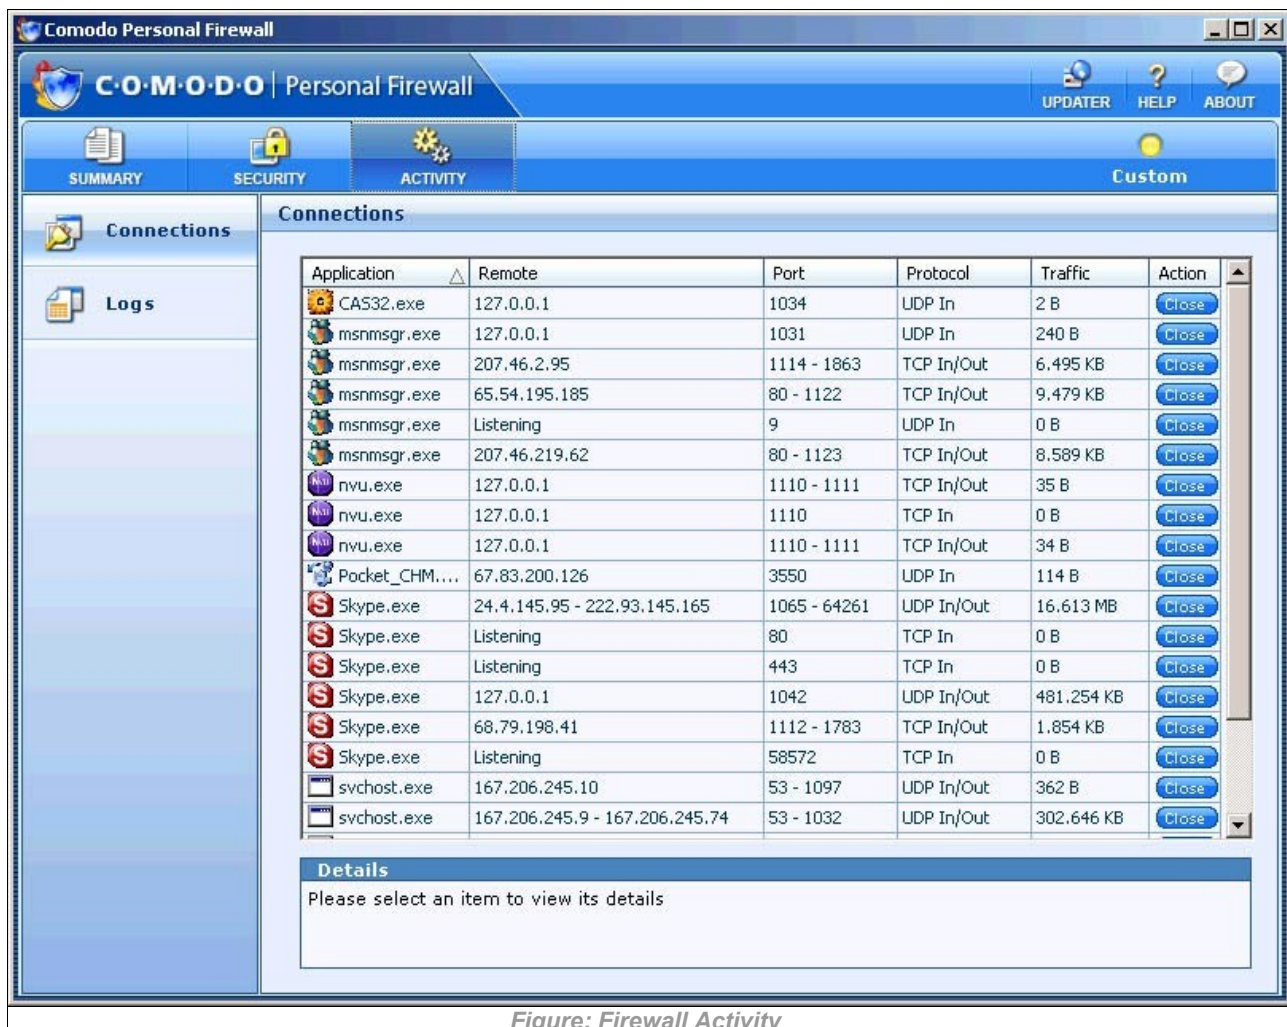 Comodo Personal Firewall
C·O·M·O·D·O | Personal Firewall
UPDATER HELP ABOUT
SUMMARY SECURITY ACTIVITY Custom
Connections
Logs
Connections
Application Remote Port Protocol Traffic Action
CAS32.exe 127.0.0.1 1034 UDP In 2 B Close
msnmsgr.exe 127.0.0.1 1031 UDP In 240 B Close
msnmsgr.exe 207.46.2.95 1114 - 1863 TCP In/Out 6.495 KB Close
msnmsgr.exe 65.54.195.185 80 - 1122 TCP In/Out 9.479 KB Close
msnmsgr.exe Listening 9 UDP In 0 B Close
msnmsgr.exe 207.46.219.62 80 - 1123 TCP In/Out 8.589 KB Close
nvu.exe 127.0.0.1 1110 - 1111 TCP In/Out 35 B Close
nvu.exe 127.0.0.1 1110 TCP In 0 B Close
nvu.exe 127.0.0.1 1110 - 1111 TCP In/Out 34 B Close
Pocket_CHM.... 67.83.200.126 3550 UDP In 114 B Close
Skype.exe 24.4.145.95 - 222.93.145.165 1065 - 64261 UDP In/Out 16.613 MB Close
Skype.exe Listening 80 TCP In 0 B Close
Skype.exe Listening 443 TCP In 0 B Close
Skype.exe 127.0.0.1 1042 UDP In/Out 481.254 KB Close
Skype.exe 68.79.198.41 1112 - 1783 TCP In/Out 1.854 KB Close
Skype.exe Listening 58572 TCP In 0 B Close
svchost.exe 167.206.245.10 53 - 1097 UDP In/Out 362 B Close
svchost.exe 167.206.245.9 - 167.206.245.74 53 - 1032 UDP In/Out 302.646 KB Close
Details
Please select an item to view its details
Figure: Firewall Activity